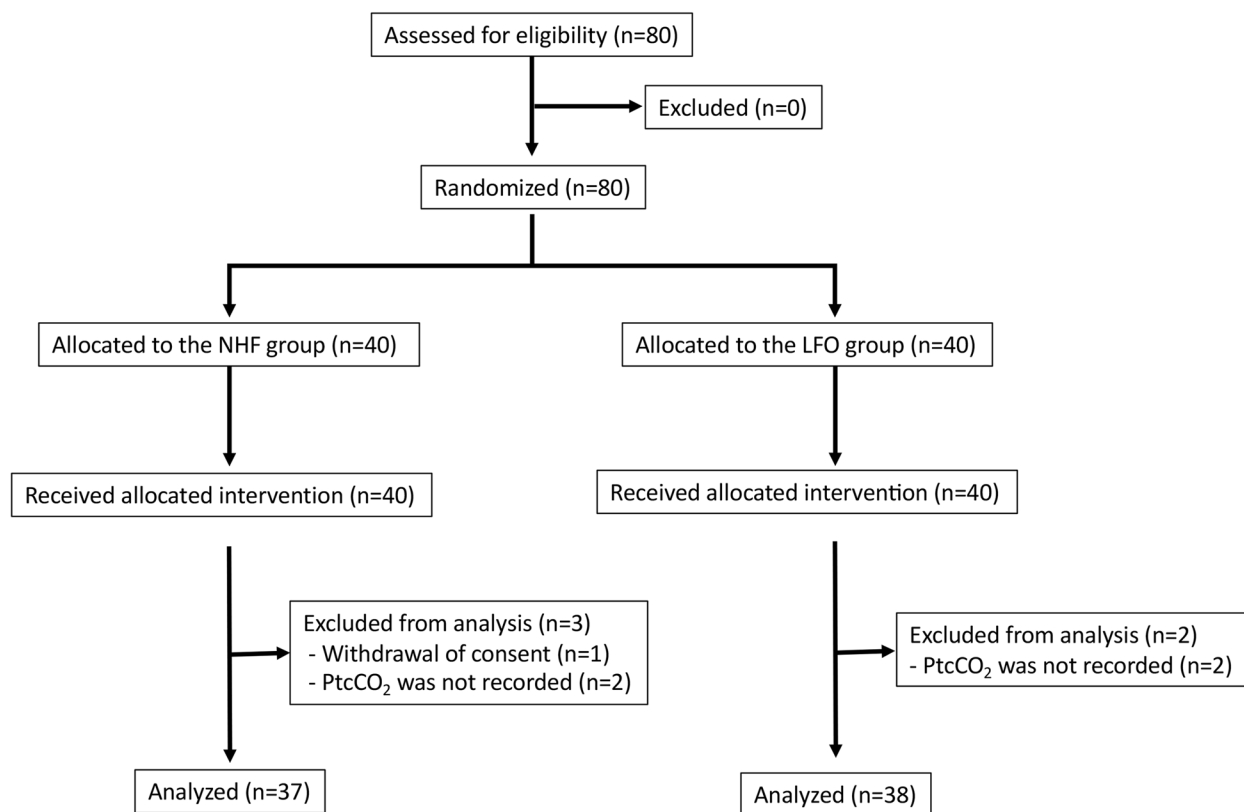 Assessed for eligibility (n=80)
Excluded (n=0)
Randomized (n=80)
Allocated to the NHF group (n=40)
Allocated to the LFO group (n=40)
Received allocated intervention (n=40)
Received allocated intervention (n=40)
Excluded from analysis (n=3)
- Withdrawal of consent (n=1)
- PtcCO₂ was not recorded (n=2)
Excluded from analysis (n=2)
- PtcCO₂ was not recorded (n=2)
Analyzed (n=37)
Analyzed (n=38)